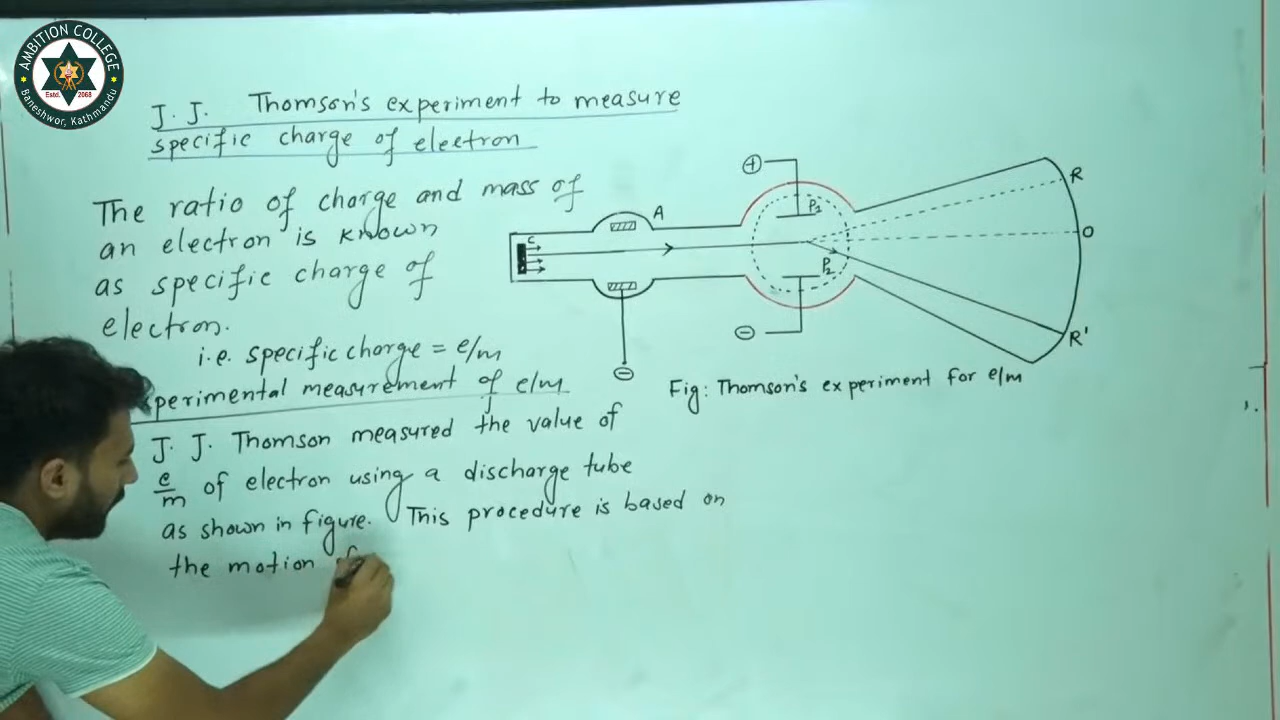 AMBITION COLLEGE
Estd. 2068
Baneshwor, Kathmandu
J. J. Thomson's experiment to measure
specific charge of electron
The ratio of charge and mass of
an electron is known
as specific charge of
electron.
i.e. specific charge = e/m
perimental measurement of e/m
J. J. Thomson measured the value of
e/m of electron using a discharge tube
as shown in figure. This procedure is based on
the motion of
A
C
+
P1
P2
R
O
R'
Fig: Thomson's experiment for e/m